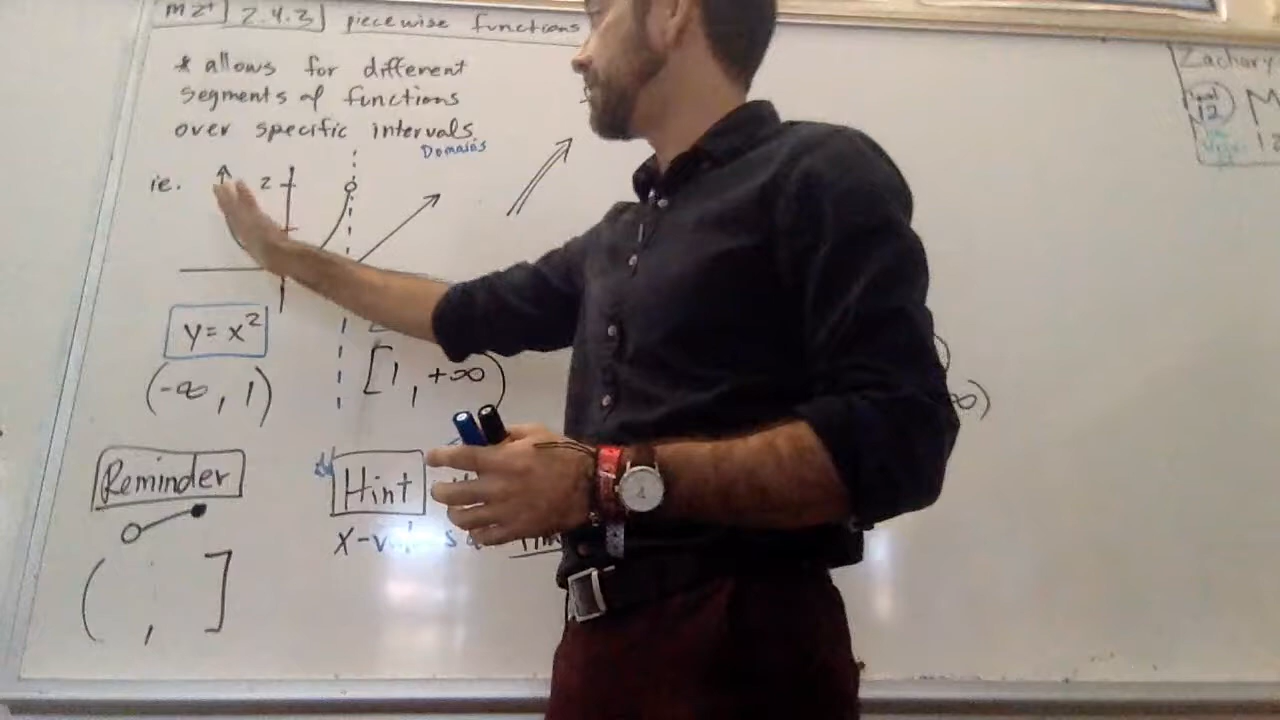 2.4.3] piecewise functions
* allows for different
segments of functions
over specific intervals
Domains
ie.
2
y = x²
(-∞, 1)
[1, +∞)
Reminder
( , ]
Hint
Zachary
12
∞)